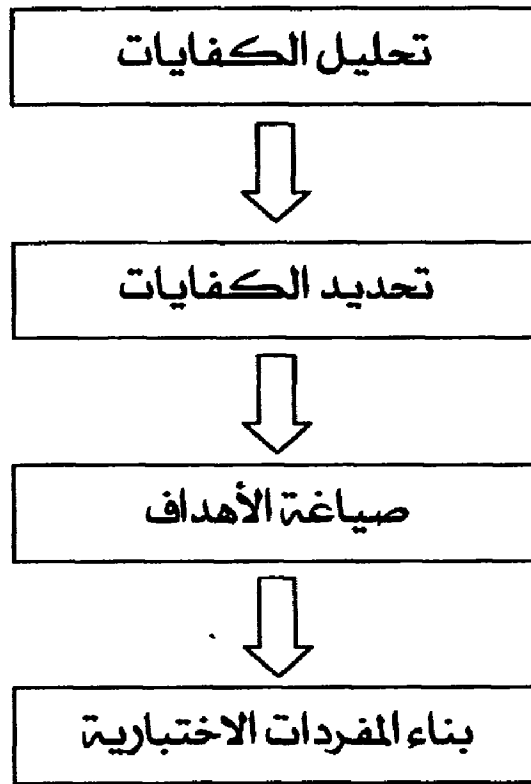 تحليل الكفايات
تحديد الكفايات
صياغة الأهداف
بناء المفردات الاختبارية